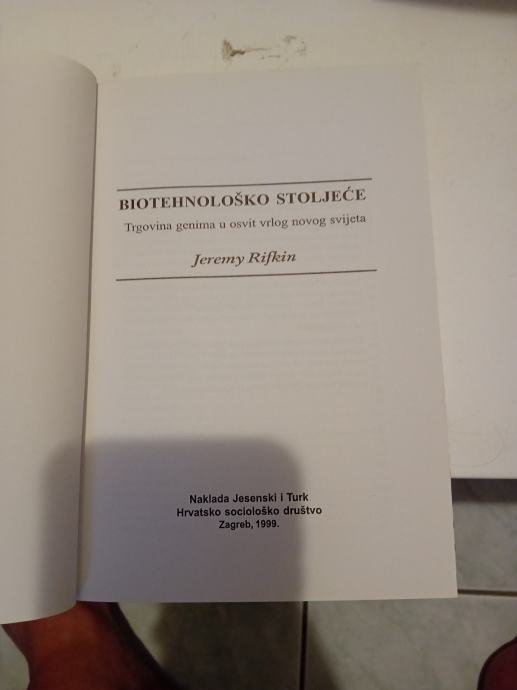 BIOTEHNOLOŠKO STOLJEĆE
Trgovina genima u osvit vrlog novog svijeta
Jeremy Rifkin
Naklada Jesenski i Turk
Hrvatsko sociološko društvo
Zagreb, 1999.